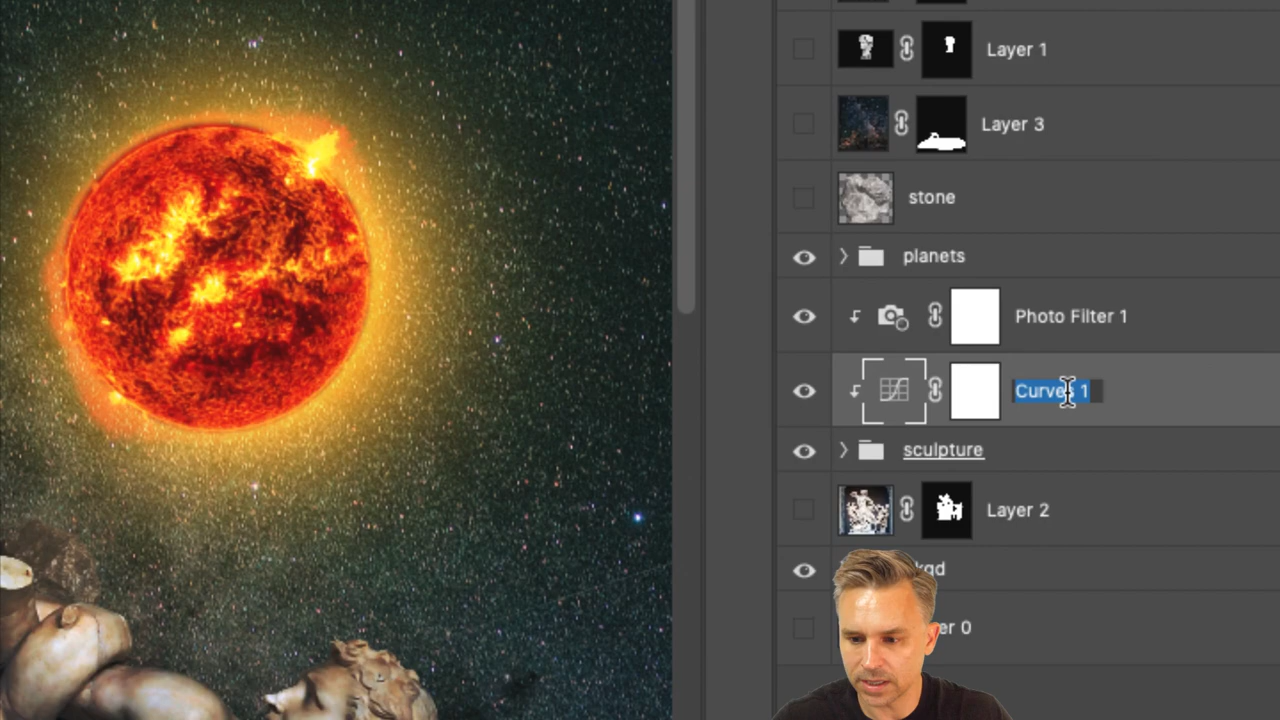 Layer 1
Layer 3
stone
planets
Photo Filter 1
Curves 1
sculpture
Layer 2